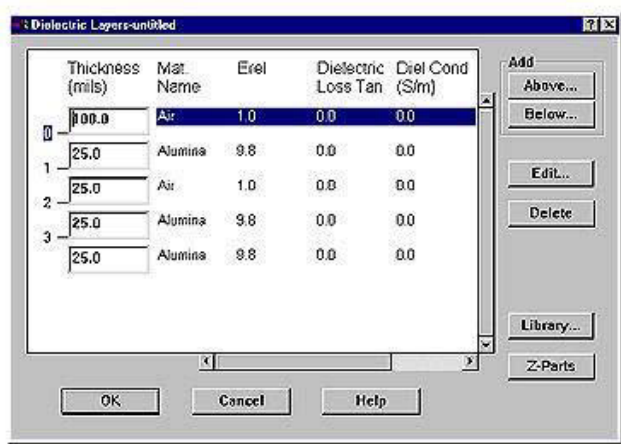 Dielectric Layers-untitled
Thickness (mils) Mat. Name Erel Dielectric Loss Tan Diel Cond (S/m)
100.0 Air 1.0 0.0 0.0
0
25.0 Alumina 9.8 0.0 0.0
1
25.0 Air 1.0 0.0 0.0
2
25.0 Alumina 9.8 0.0 0.0
3
25.0 Alumina 9.8 0.0 0.0
Add
Above...
Below...
Edit...
Delete
Library...
Z-Parts
OK Cancel Help